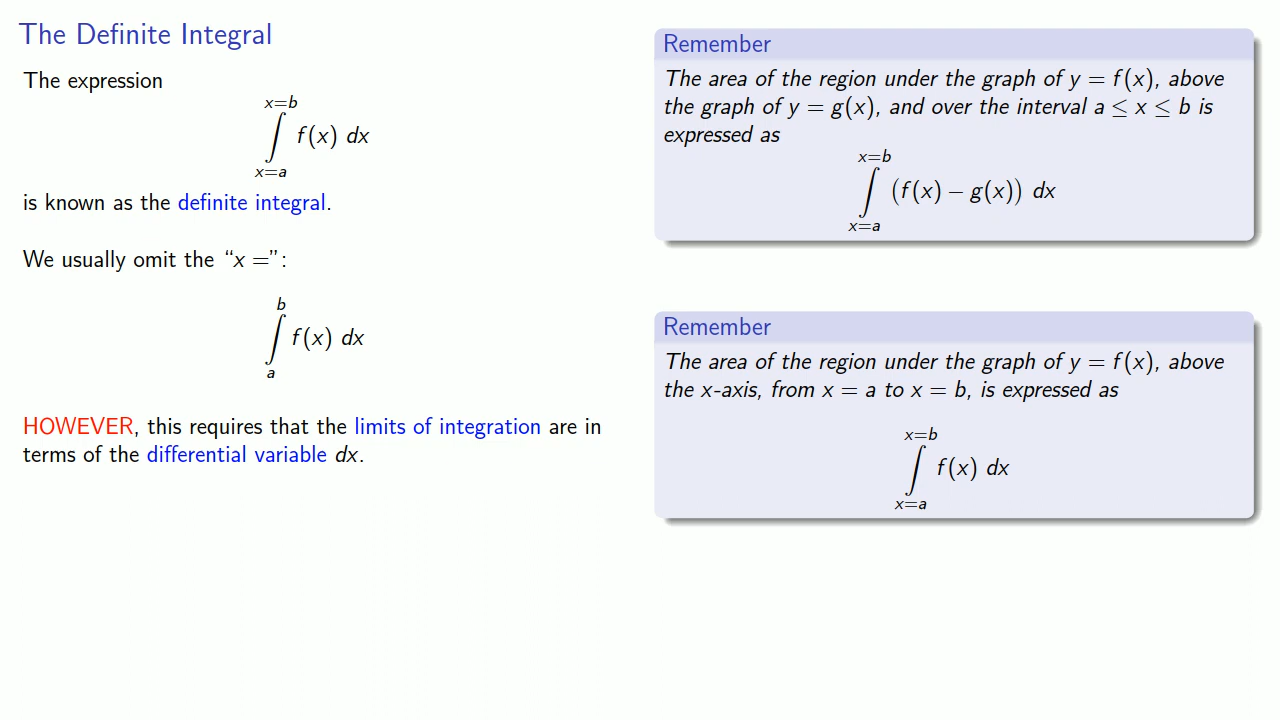 The Definite Integral
The expression
x=b
∫ f(x) dx
x=a
is known as the definite integral.
We usually omit the “x =”:
b
∫ f(x) dx
a
HOWEVER, this requires that the limits of integration are in
terms of the differential variable dx.
Remember
The area of the region under the graph of y = f(x), above
the graph of y = g(x), and over the interval a ≤ x ≤ b is
expressed as
x=b
∫ (f(x) − g(x)) dx
x=a
Remember
The area of the region under the graph of y = f(x), above
the x-axis, from x = a to x = b, is expressed as
x=b
∫ f(x) dx
x=a